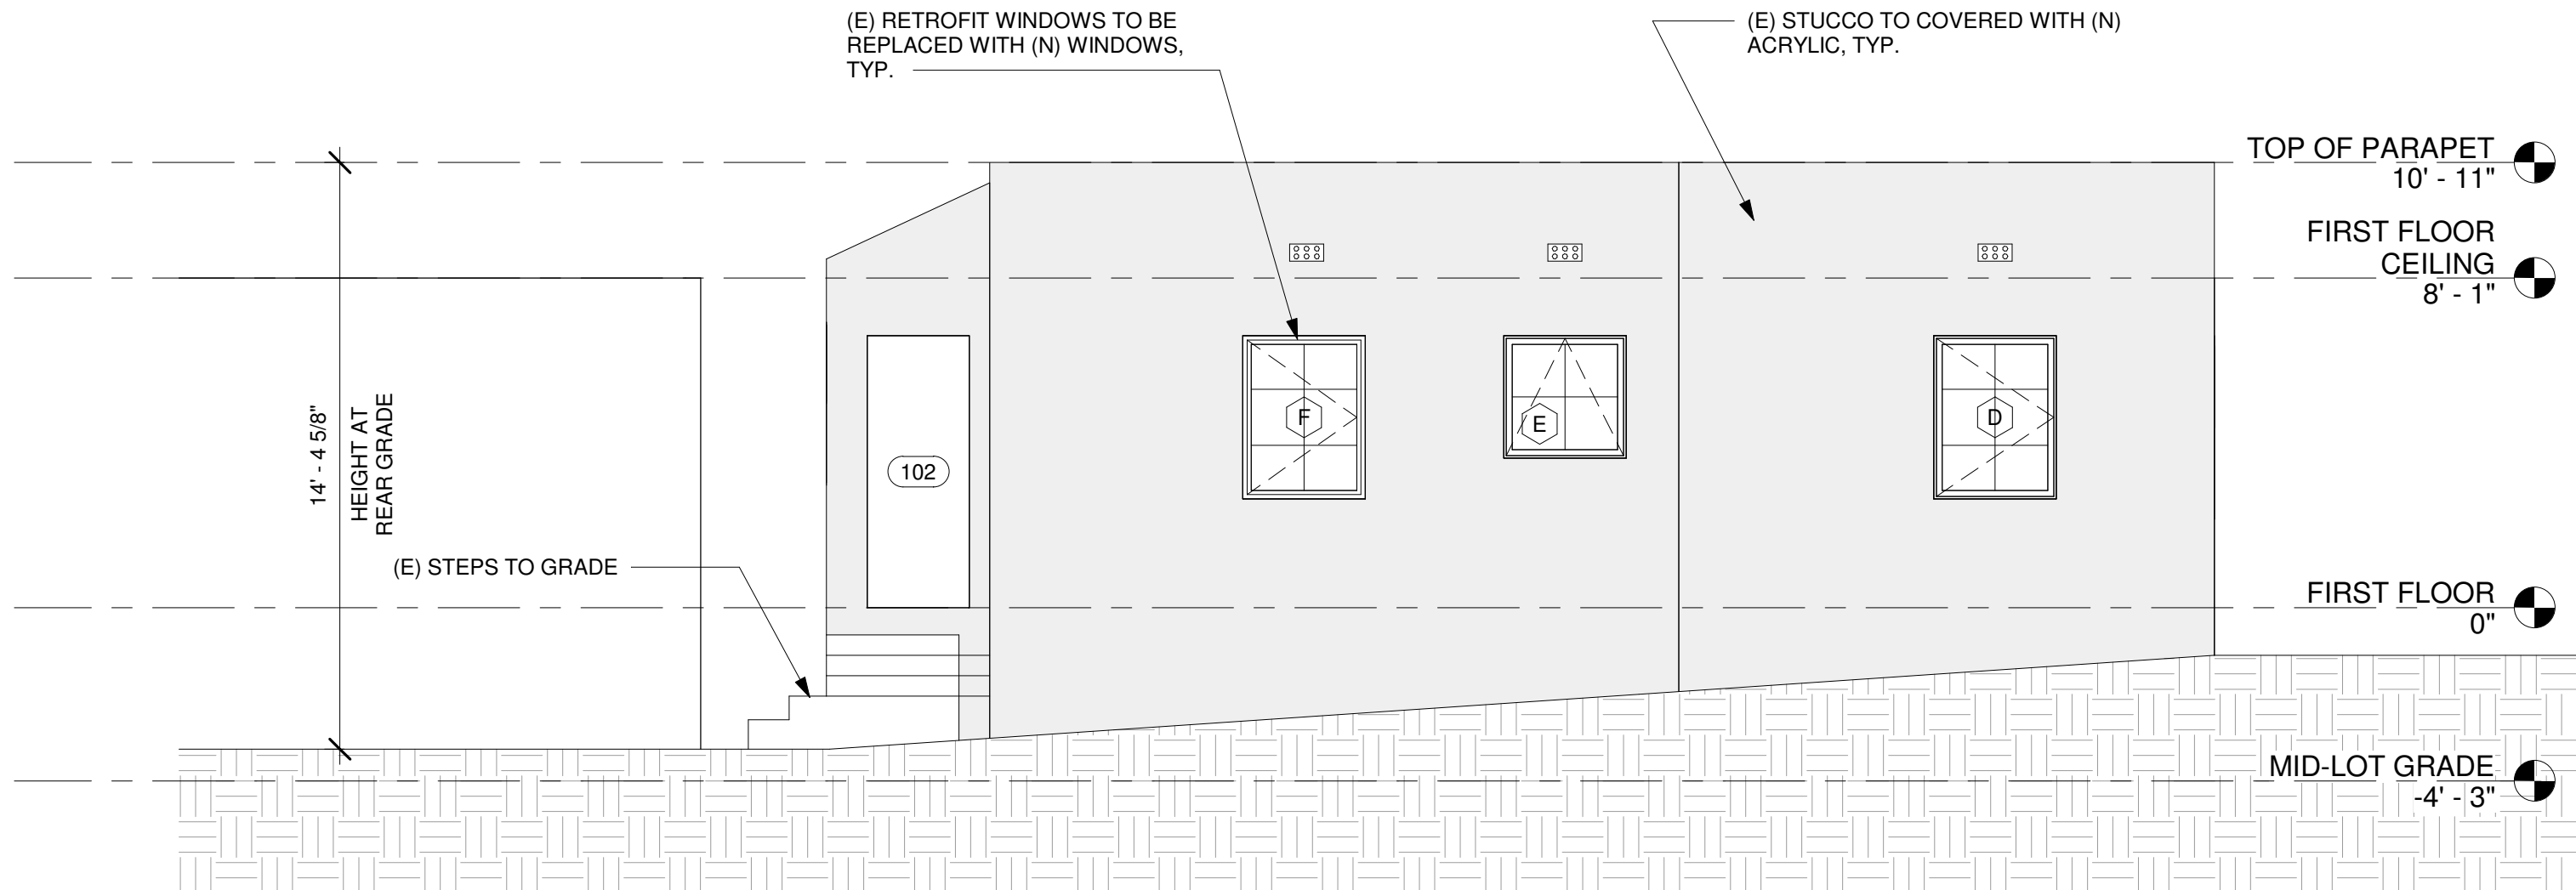 (E) RETROFIT WINDOWS TO BE
REPLACED WITH (N) WINDOWS,
TYP.
(E) STUCCO TO COVERED WITH (N)
ACRYLIC, TYP.
TOP OF PARAPET
10' - 11"
FIRST FLOOR
CEILING
8' - 1"
14' - 4 5/8"
HEIGHT AT
REAR GRADE
F
E
D
102
(E) STEPS TO GRADE
FIRST FLOOR
0"
MID-LOT GRADE
-4' - 3"